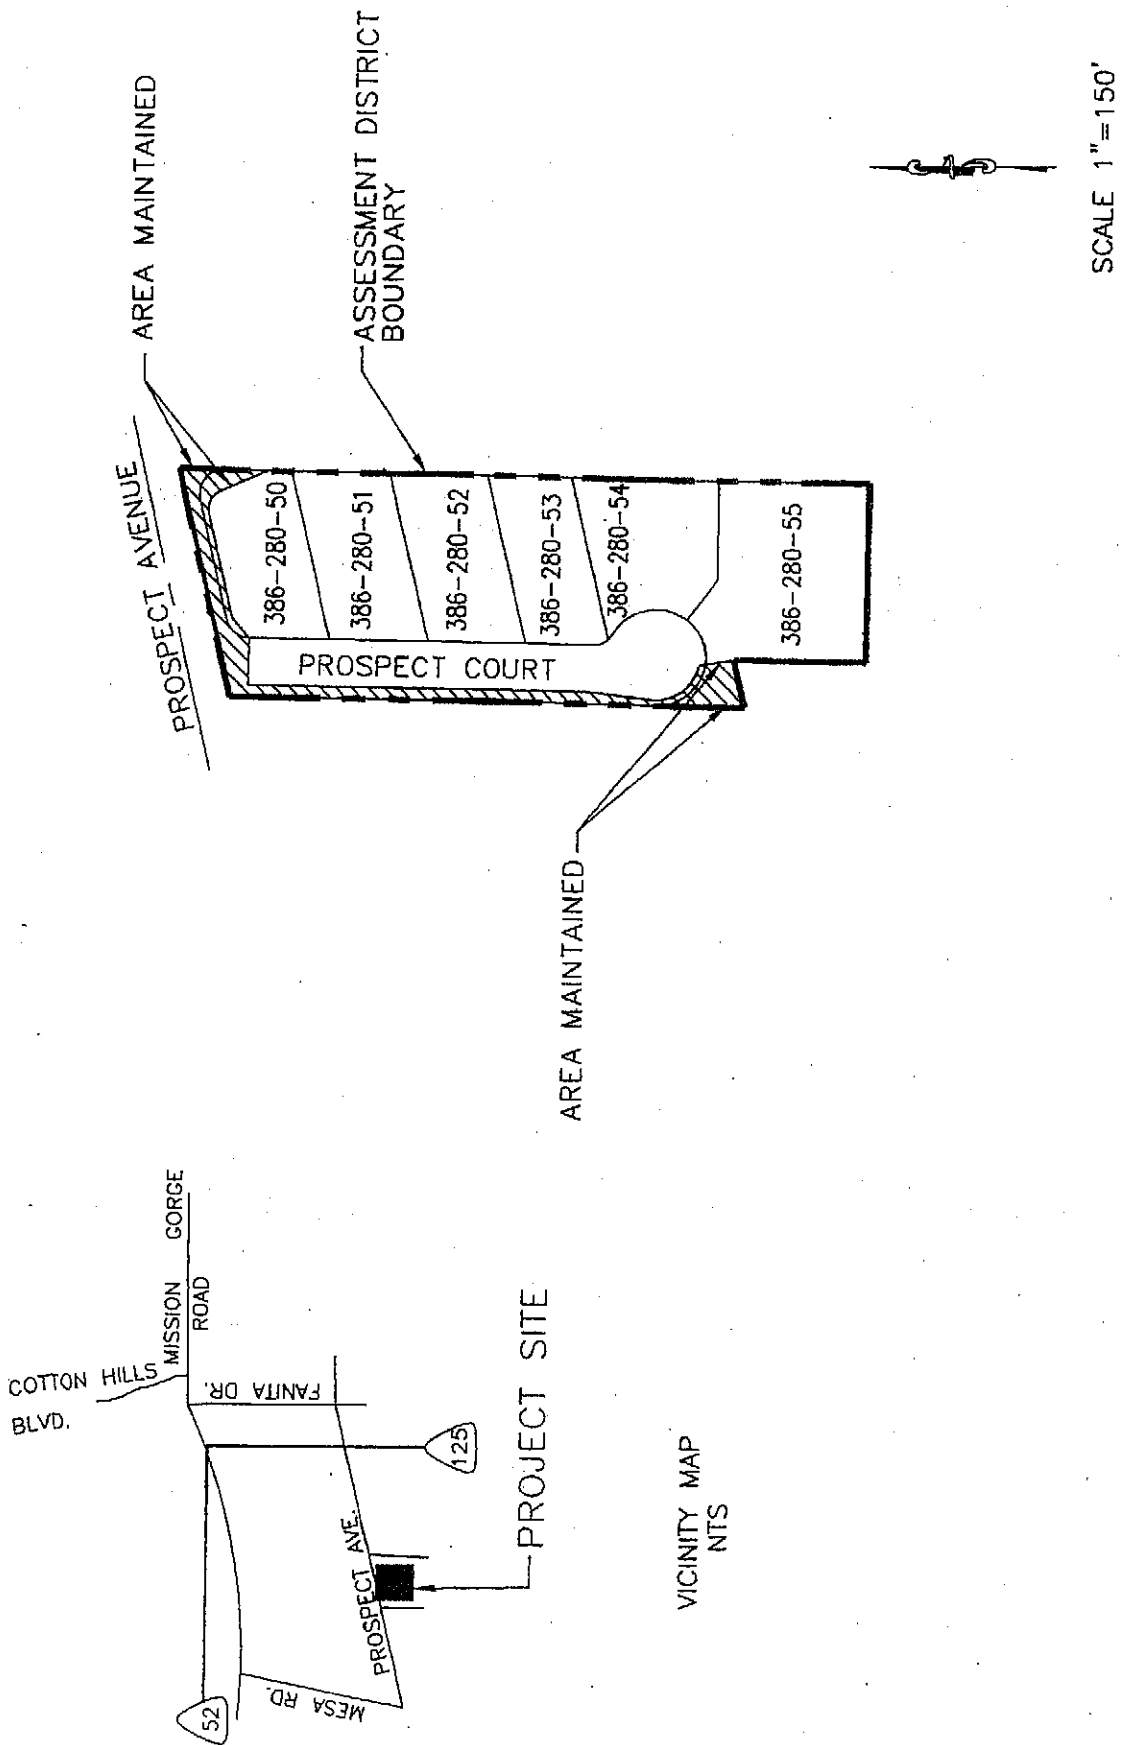 COTTON HILLS
BLVD.
MISSION GORGE
ROAD
FANITA DR.
52
125
PROSPECT AVE.
MESA RD.
PROJECT SITE
VICINITY MAP
NTS
PROSPECT AVENUE
AREA MAINTAINED
ASSESSMENT DISTRICT
BOUNDARY
386-280-50
386-280-51
386-280-52
386-280-53
386-280-54
386-280-55
PROSPECT COURT
AREA MAINTAINED
SCALE 1"=150'